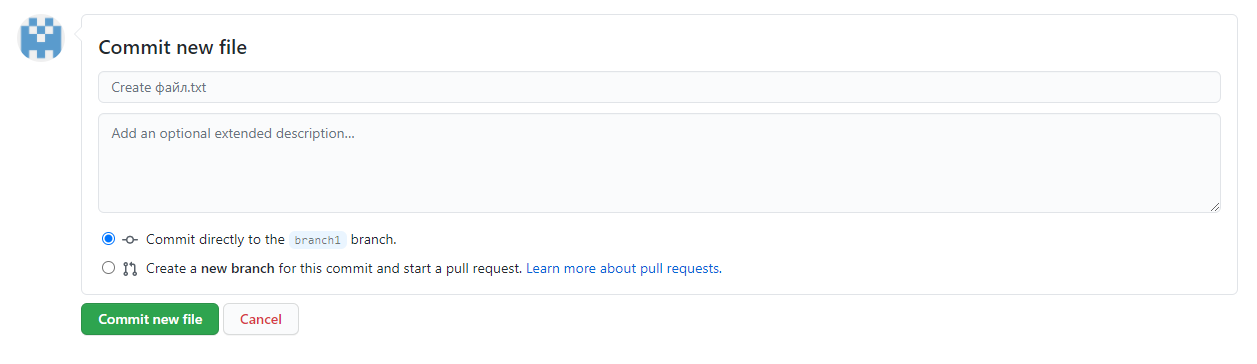 Commit new file
Create файл.txt
Add an optional extended description...
Commit directly to the branch1 branch.
Create a new branch for this commit and start a pull request. Learn more about pull requests.
Commit new file Cancel